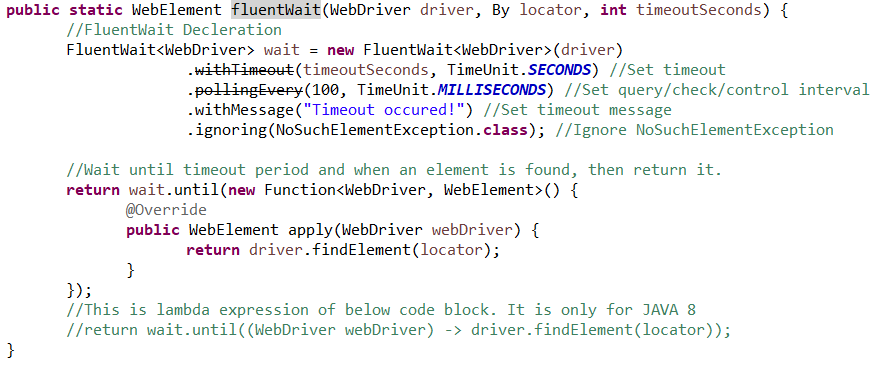 public static WebElement fluentWait(WebDriver driver, By locator, int timeoutSeconds) {
//FluentWait Decleration
FluentWait<WebDriver> wait = new FluentWait<WebDriver>(driver)
.withTimeout(timeoutSeconds, TimeUnit.SECONDS) //Set timeout
.pollingEvery(100, TimeUnit.MILLISECONDS) //Set query/check/control interval
.withMessage("Timeout occured!") //Set timeout message
.ignoring(NoSuchElementException.class); //Ignore NoSuchElementException
//Wait until timeout period and when an element is found, then return it.
return wait.until(new Function<WebDriver, WebElement>() {
@Override
public WebElement apply(WebDriver webDriver) {
return driver.findElement(locator);
}
});
//This is lambda expression of below code block. It is only for JAVA 8
//return wait.until((WebDriver webDriver) -> driver.findElement(locator));
}